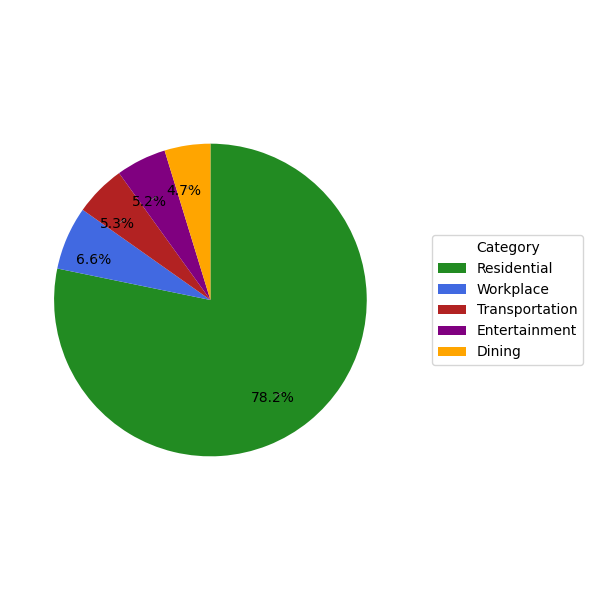 4.7%
5.2%
5.3%
6.6%
78.2%
Category
Residential
Workplace
Transportation
Entertainment
Dining